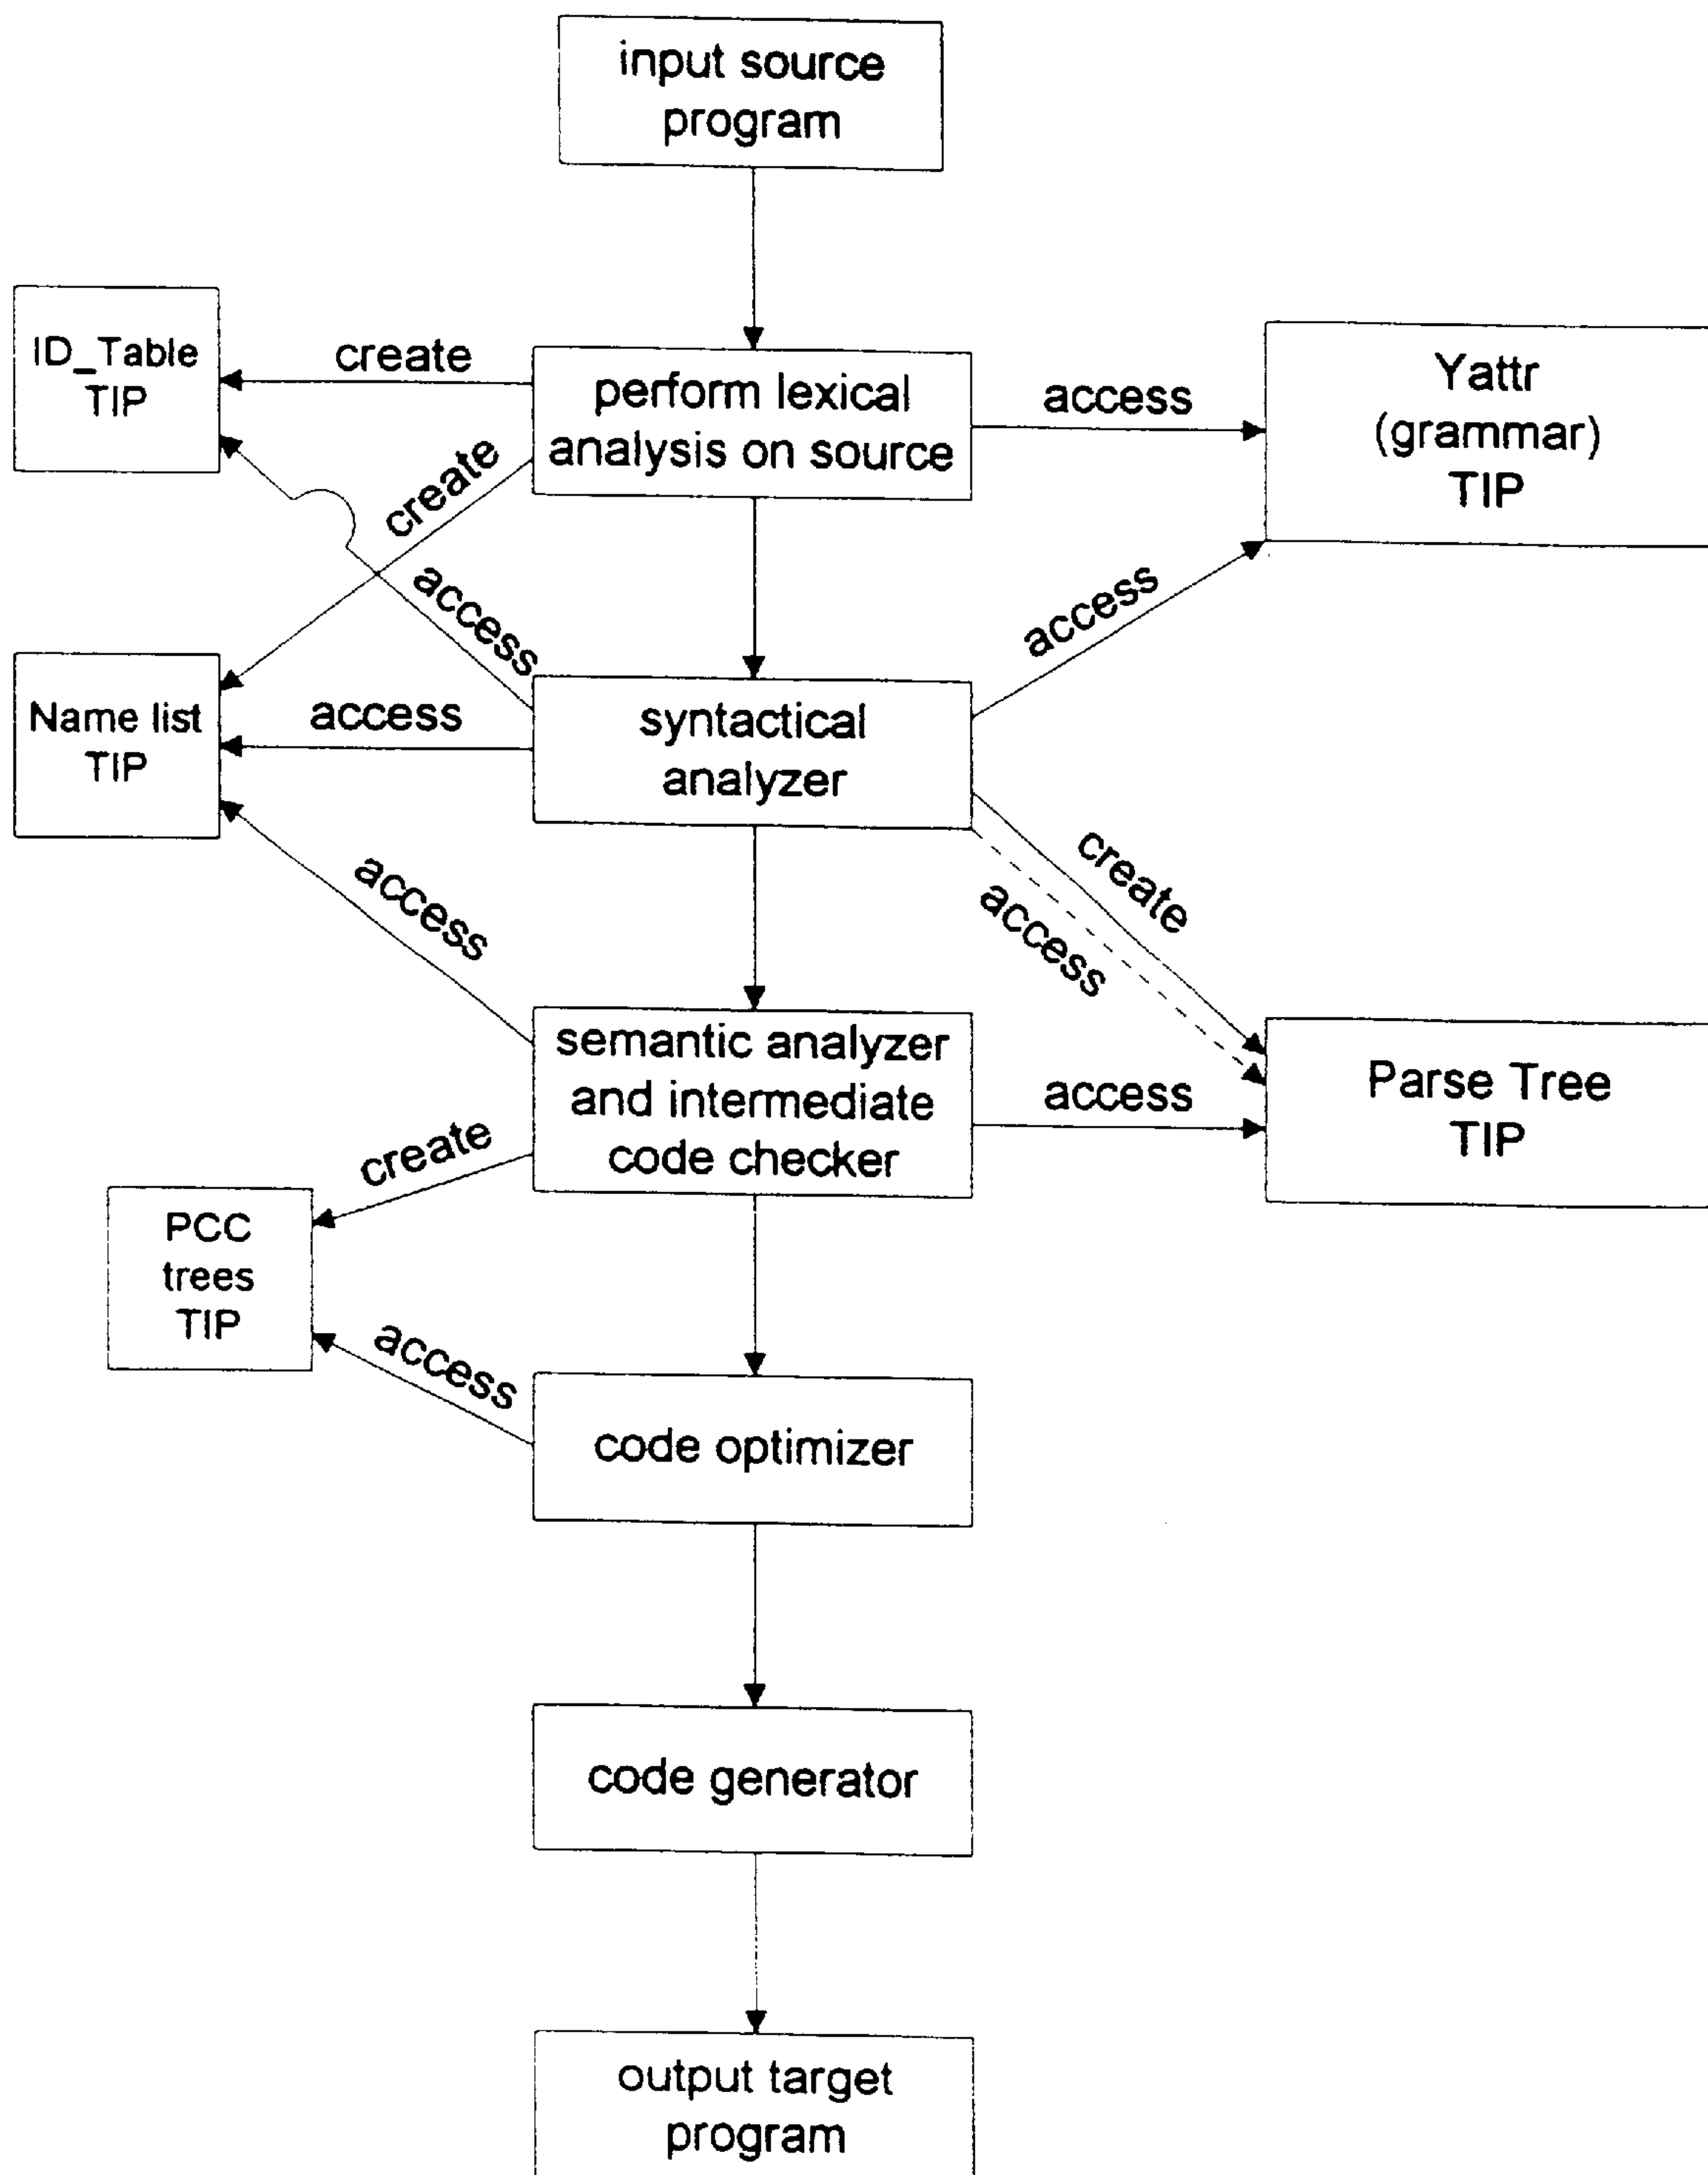 input source
program
ID_Table
TIP
create
perform lexical
analysis on source
access
Yattr
(grammar)
TIP
create
access
access
Name list
TIP
access
syntactical
analyzer
create
access
access
semantic analyzer
and intermediate
code checker
access
Parse Tree
TIP
create
PCC
trees
TIP
access
code optimizer
code generator
output target
program